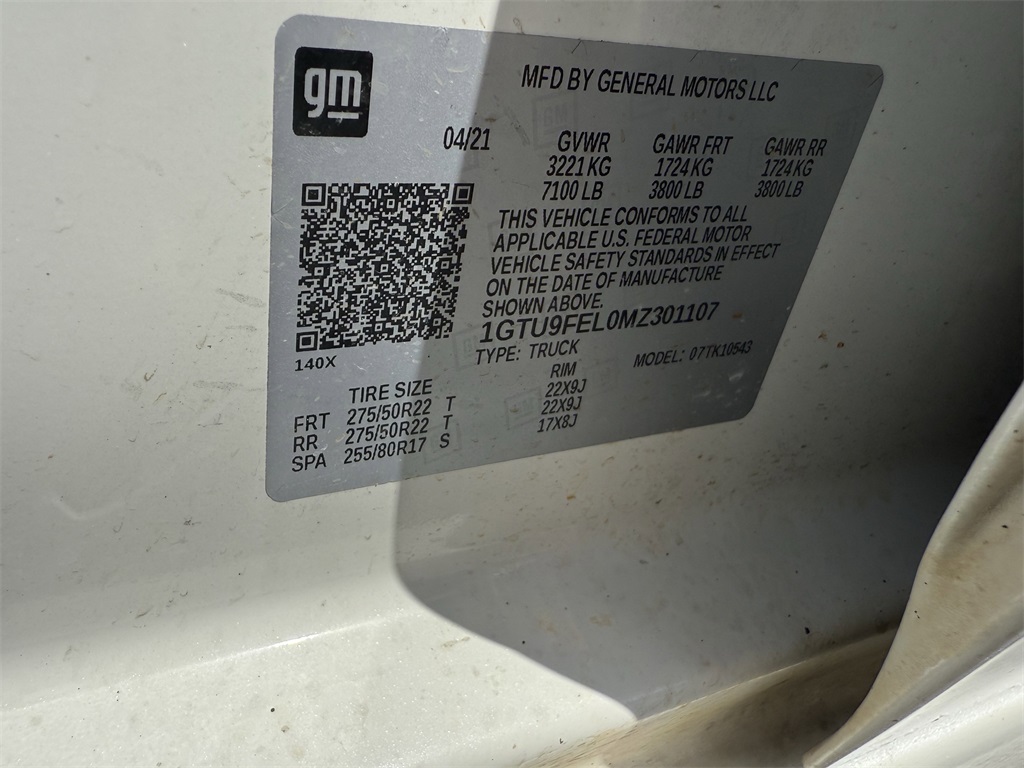 gm
MFD BY GENERAL MOTORS LLC
04/21 GVWR GAWR FRT GAWR RR
3221 KG 1724 KG 1724 KG
7100 LB 3800 LB 3800 LB
THIS VEHICLE CONFORMS TO ALL
APPLICABLE U.S. FEDERAL MOTOR
VEHICLE SAFETY STANDARDS IN EFFECT
ON THE DATE OF MANUFACTURE
SHOWN ABOVE.
1GTU9FEL0MZ301107
140X
TYPE: TRUCK MODEL: 07TK10543
TIRE SIZE RIM
FRT 275/50R22 T 22X9J
RR 275/50R22 T 22X9J
SPA 255/80R17 S 17X8J